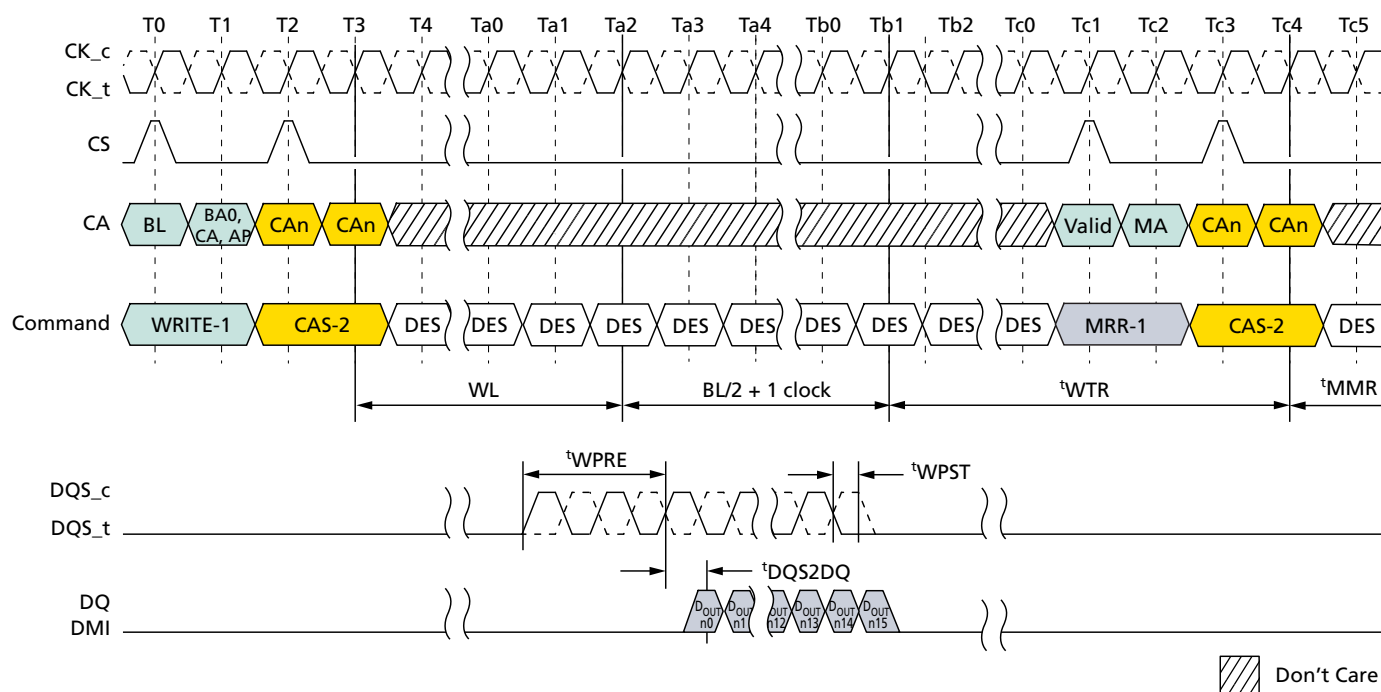 T0 T1 T2 T3 T4 Ta0 Ta1 Ta2 Ta3 Ta4 Tb0 Tb1 Tb2 Tc0 Tc1 Tc2 Tc3 Tc4 Tc5
CK_c
CK_t
CS
CA BL BA0, CA, AP CAn CAn Valid MA CAn CAn
Command WRITE-1 CAS-2 DES DES DES DES DES DES DES DES DES DES MRR-1 CAS-2 DES
WL BL/2 + 1 clock tWTR tMMR
tWPRE tWPST
DQS_c
DQS_t
tDQS2DQ
DQ DOUT n0 DOUT n1 OUT n12 DOUT n13 DOUT n14 DOUT n15
DMI
Don't Care